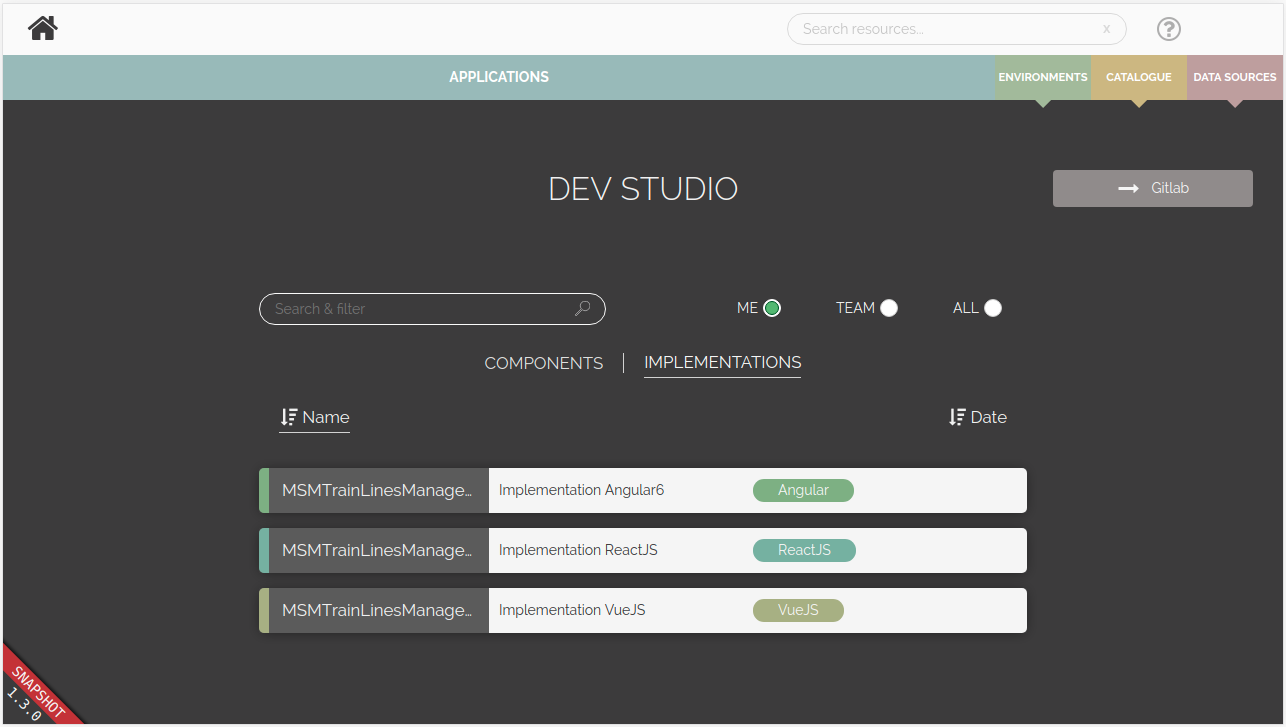 Search resources... x
?
APPLICATIONS ENVIRONMENTS CATALOGUE DATA SOURCES
DEV STUDIO
Gitlab
Search & filter
ME TEAM ALL
COMPONENTS | IMPLEMENTATIONS
Name Date
MSMTrainLinesManage... Implementation Angular6 Angular
MSMTrainLinesManage... Implementation ReactJS ReactJS
MSMTrainLinesManage... Implementation VueJS VueJS
SNAPSHOT
1.3.0